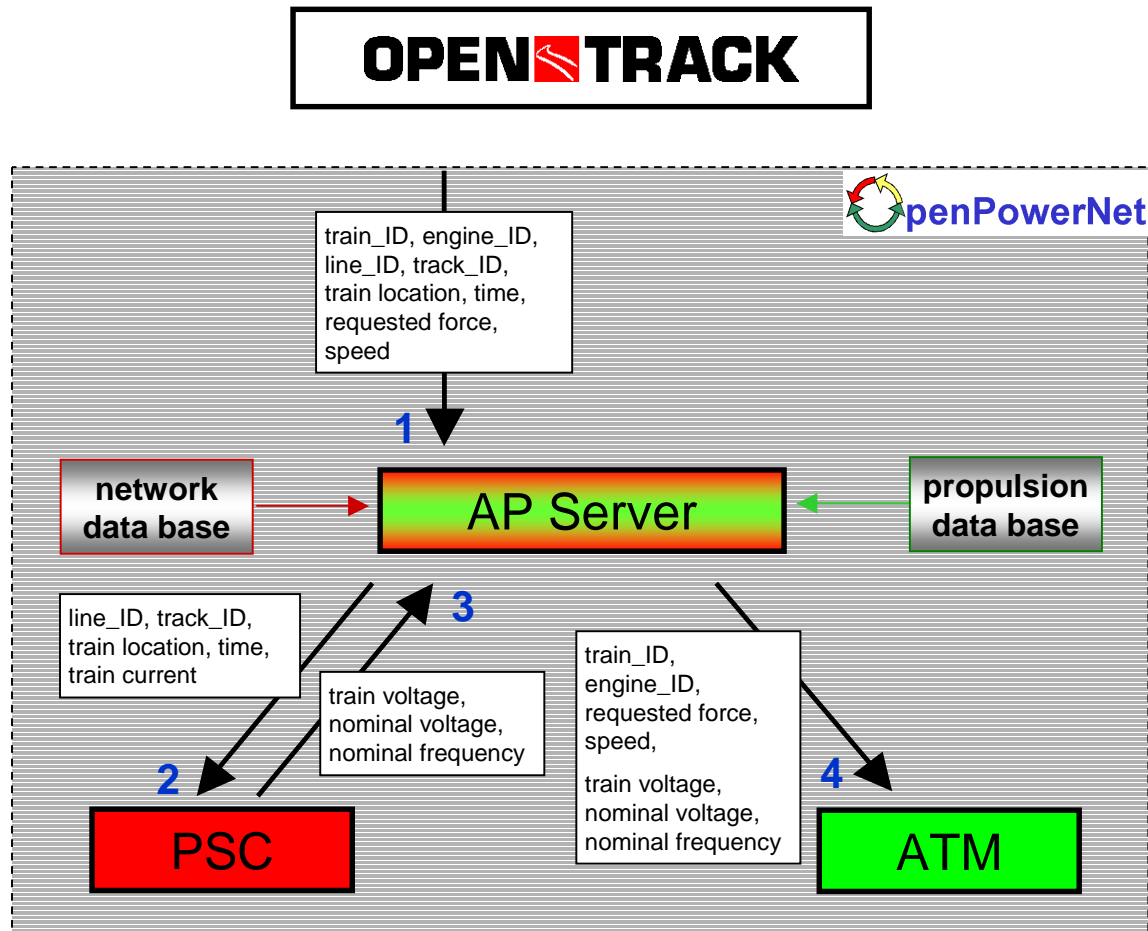 OPEN TRACK
OpenPowerNet
train_ID, engine_ID,
line_ID, track_ID,
train location, time,
requested force,
speed
1
network
data base
AP Server
propulsion
data base
line_ID, track_ID,
train location, time,
train current
3
train voltage,
nominal voltage,
nominal frequency
train_ID,
engine_ID,
requested force,
speed,
train voltage,
nominal voltage,
nominal frequency
2
4
PSC
ATM